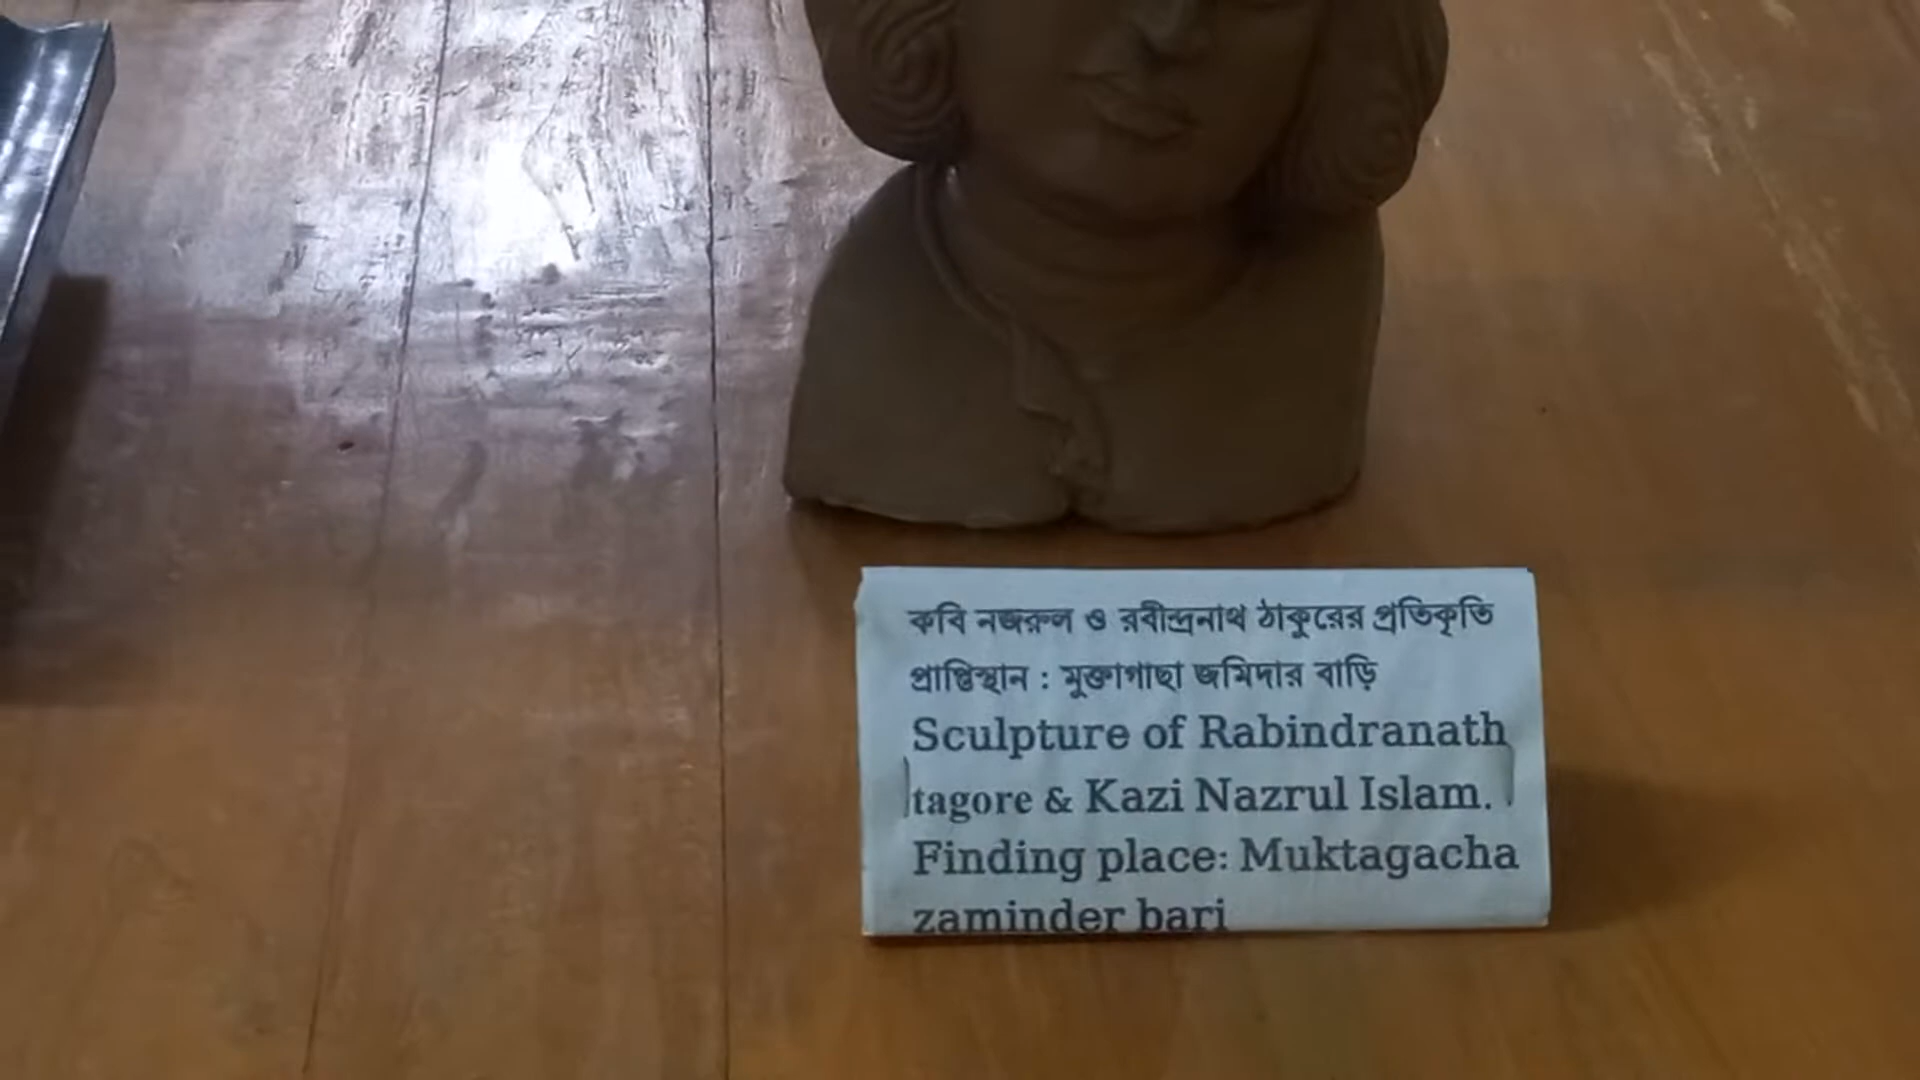 কবি নজরুল ও রবীন্দ্রনাথ ঠাকুরের প্রতিকৃতি
প্রাপ্তিস্থান : মুক্তাগাছা জমিদার বাড়ি
Sculpture of Rabindranath
tagore & Kazi Nazrul Islam.
Finding place: Muktagacha
zaminder bari